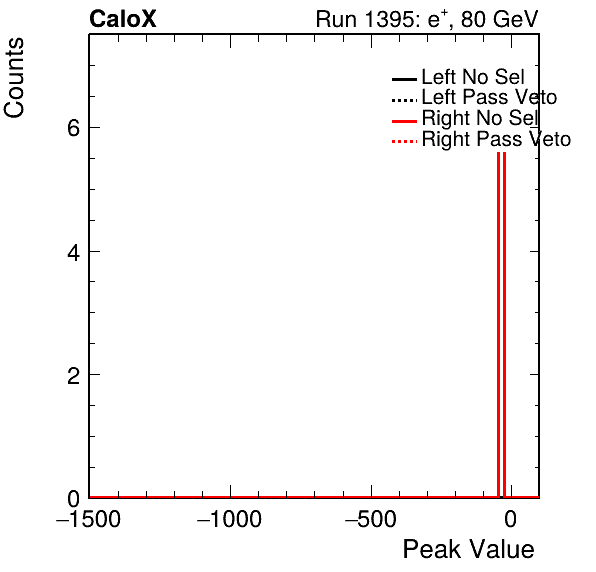 CaloX
Run 1395: e+, 80 GeV
Counts
Left No Sel
Left Pass Veto
Right No Sel
Right Pass Veto
6
4
2
0
−1500
−1000
−500
0
Peak Value